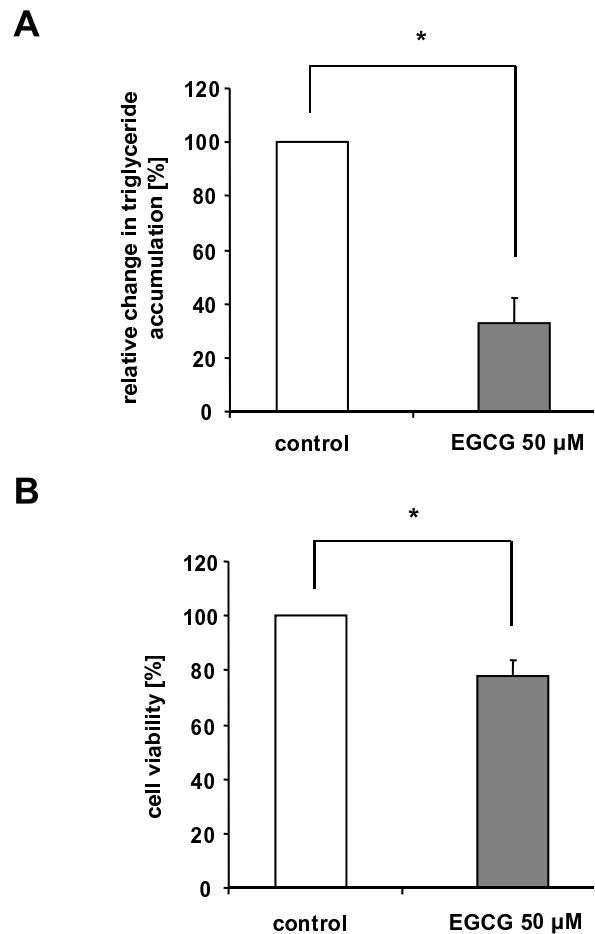 A
*
relative change in triglyceride
accumulation [%]
120
100
80
60
40
20
0
control
EGCG 50 µM
B
*
cell viability [%]
120
100
80
60
40
20
0
control
EGCG 50 µM